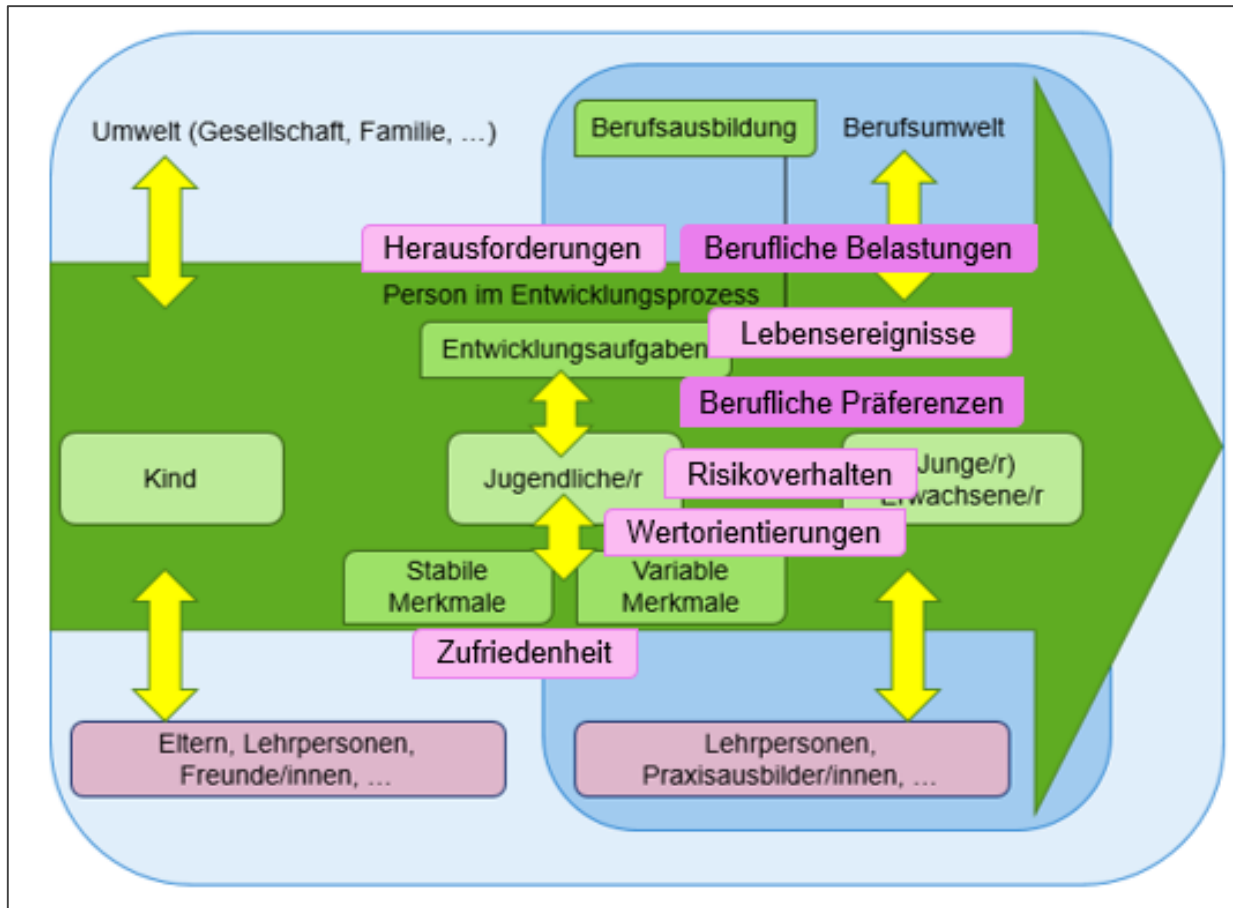 Umwelt (Gesellschaft, Familie, …)
Berufsausbildung
Berufsumwelt
Herausforderungen
Berufliche Belastungen
Person im Entwicklungsprozess
Lebensereignisse
Entwicklungsaufgaben
Berufliche Präferenzen
Kind
Jugendliche/r
Risikoverhalten
Junge/r)
Erwachsene/r
Wertorientierungen
Stabile
Merkmale
Variable
Merkmale
Zufriedenheit
Eltern, Lehrpersonen,
Freunde/innen, …
Lehrpersonen,
Praxisausbilder/innen, …